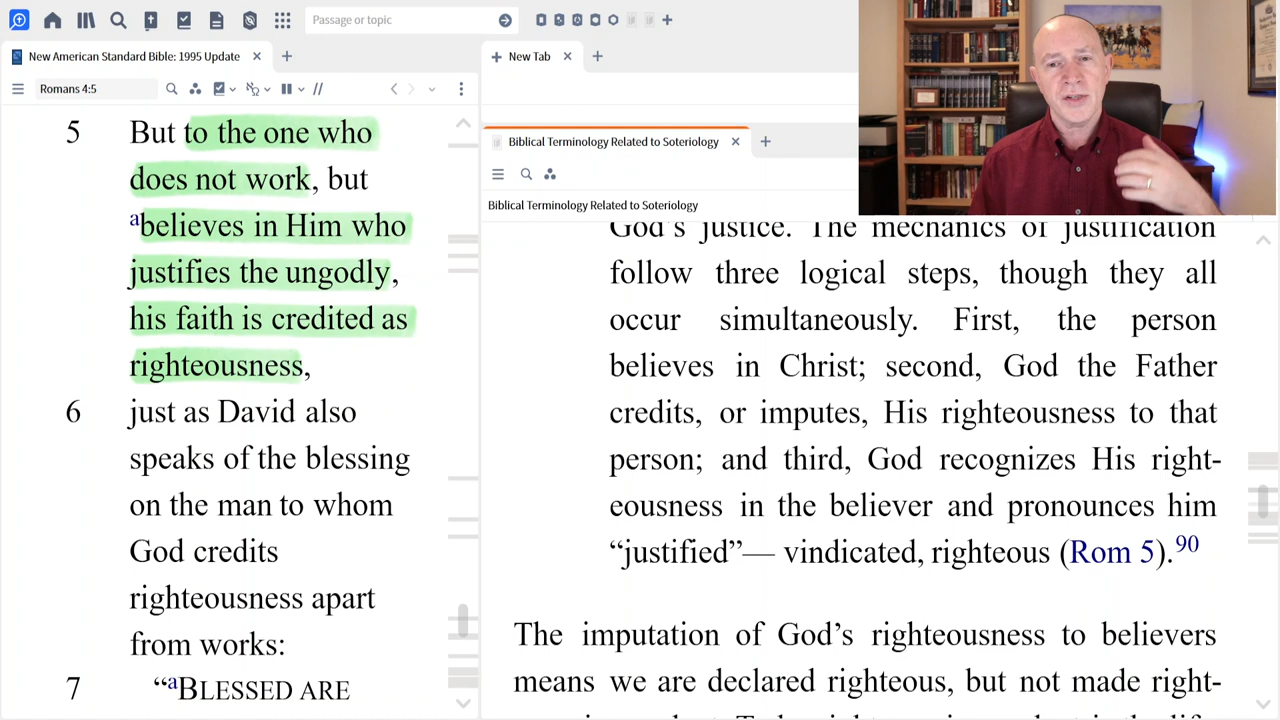 Passage or topic
New American Standard Bible: 1995 Update
New Tab
Romans 4:5
Biblical Terminology Related to Soteriology
Biblical Terminology Related to Soteriology
5 But to the one who
does not work, but
ᵃbelieves in Him who
justifies the ungodly,
his faith is credited as
righteousness,
6 just as David also
speaks of the blessing
on the man to whom
God credits
righteousness apart
from works:
7 “ᵃBLESSED ARE
God’s justice. The mechanics of justification
follow three logical steps, though they all
occur simultaneously. First, the person
believes in Christ; second, God the Father
credits, or imputes, His righteousness to that
person; and third, God recognizes His right-
eousness in the believer and pronounces him
“justified”— vindicated, righteous (Rom 5).⁹⁰
The imputation of God’s righteousness to believers
means we are declared righteous, but not made right-